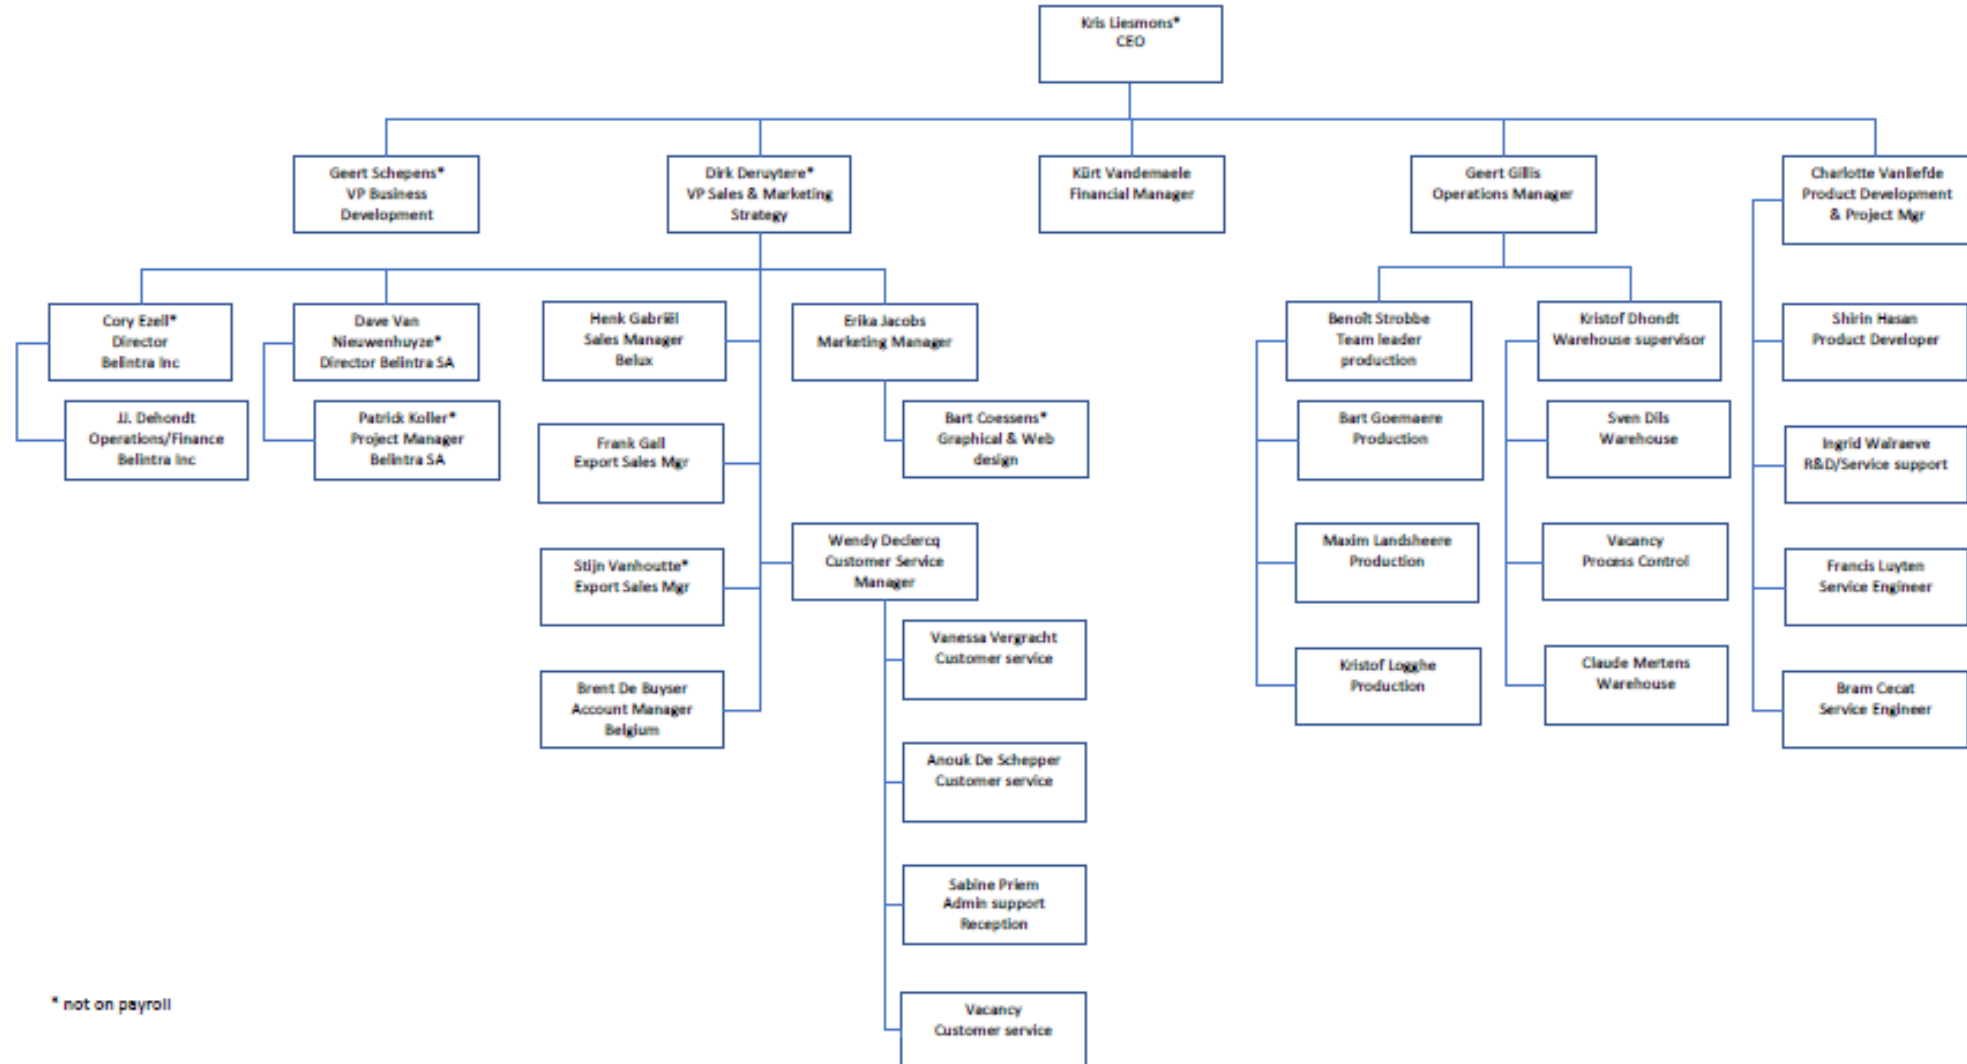 Kris Liesmons*
CEO
Geert Schepens*
VP Business
Development
Dirk Deruytere*
VP Sales & Marketing
Strategy
Kürt Vandemaele
Financial Manager
Geert Gillis
Operations Manager
Charlotte Vanliefde
Product Development
& Project Mgr
Cory Ezell*
Director
Belintra Inc
JJ. Dehondt
Operations/Finance
Belintra Inc
Dave Van
Nieuwenhuyze*
Director Belintra SA
Patrick Koller*
Project Manager
Belintra SA
Henk Gabriël
Sales Manager
Belux
Frank Gall
Export Sales Mgr
Stijn Vanhoutte*
Export Sales Mgr
Brent De Buyser
Account Manager
Belgium
Erika Jacobs
Marketing Manager
Bart Coessens*
Graphical & Web
design
Wendy Declercq
Customer Service
Manager
Vanessa Vergracht
Customer service
Anouk De Schepper
Customer service
Sabine Priem
Admin support
Reception
Vacancy
Customer service
Benoît Strobbe
Team leader
production
Bart Goemaere
Production
Maxim Landsheere
Production
Kristof Logghe
Production
Kristof Dhondt
Warehouse supervisor
Sven Dils
Warehouse
Vacancy
Process Control
Claude Mertens
Warehouse
Shirin Hasan
Product Developer
Ingrid Walraeve
R&D/Service support
Francis Luyten
Service Engineer
Bram Cecat
Service Engineer
* not on payroll